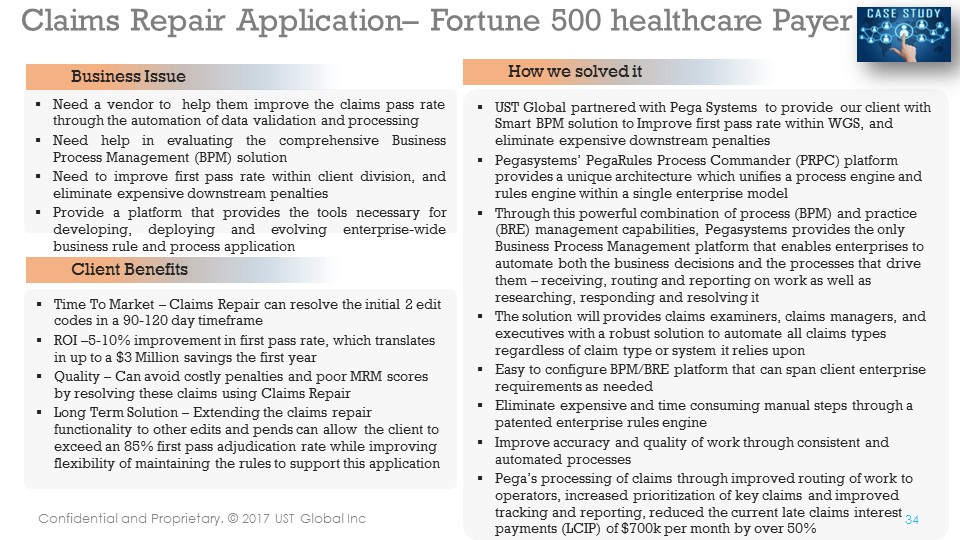 Claims Repair Application– Fortune 500 healthcare Payer
CASE STUDY
Business Issue
▪ Need a vendor to help them improve the claims pass rate
through the automation of data validation and processing
▪ Need help in evaluating the comprehensive Business
Process Management (BPM) solution
▪ Need to improve first pass rate within client division, and
eliminate expensive downstream penalties
▪ Provide a platform that provides the tools necessary for
developing, deploying and evolving enterprise-wide
business rule and process application
Client Benefits
▪ Time To Market – Claims Repair can resolve the initial 2 edit
codes in a 90-120 day timeframe
▪ ROI –5-10% improvement in first pass rate, which translates
in up to a $3 Million savings the first year
▪ Quality – Can avoid costly penalties and poor MRM scores
by resolving these claims using Claims Repair
▪ Long Term Solution – Extending the claims repair
functionality to other edits and pends can allow the client to
exceed an 85% first pass adjudication rate while improving
flexibility of maintaining the rules to support this application
How we solved it
▪ UST Global partnered with Pega Systems to provide our client with
Smart BPM solution to Improve first pass rate within WGS, and
eliminate expensive downstream penalties
▪ Pegasystems' PegaRules Process Commander (PRPC) platform
provides a unique architecture which unifies a process engine and
rules engine within a single enterprise model
▪ Through this powerful combination of process (BPM) and practice
(BRE) management capabilities, Pegasystems provides the only
Business Process Management platform that enables enterprises to
automate both the business decisions and the processes that drive
them – receiving, routing and reporting on work as well as
researching, responding and resolving it
▪ The solution will provides claims examiners, claims managers, and
executives with a robust solution to automate all claims types
regardless of claim type or system it relies upon
▪ Easy to configure BPM/BRE platform that can span client enterprise
requirements as needed
▪ Eliminate expensive and time consuming manual steps through a
patented enterprise rules engine
▪ Improve accuracy and quality of work through consistent and
automated processes
▪ Pega's processing of claims through improved routing of work to
operators, increased prioritization of key claims and improved
tracking and reporting, reduced the current late claims interest
payments (LCIP) of $700k per month by over 50%
Confidential and Proprietary. © 2017 UST Global Inc
34